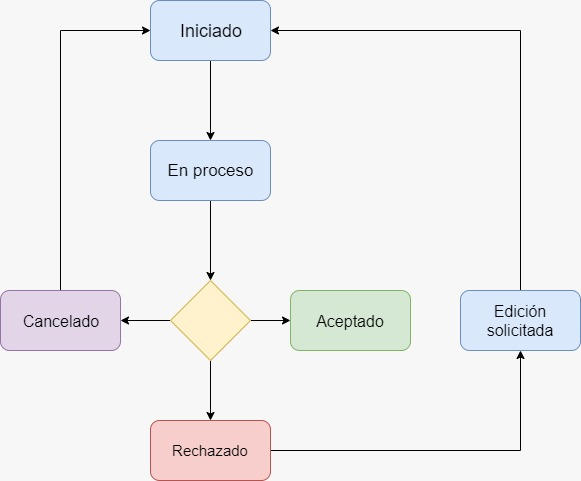 Iniciado
En proceso
Cancelado
Aceptado
Edición
solicitada
Rechazado